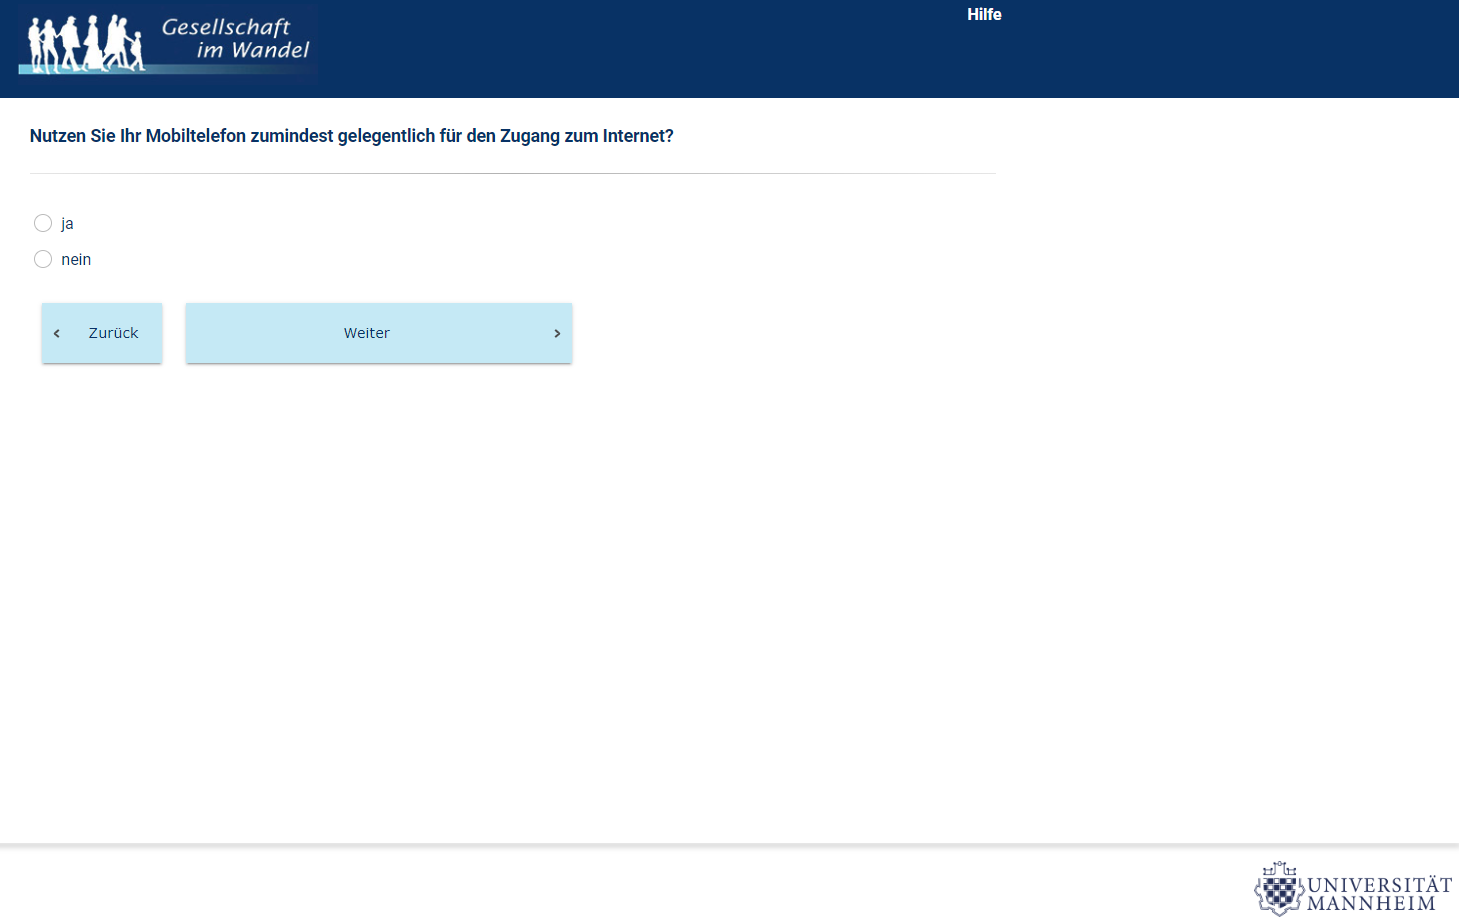 Gesellschaft
im Wandel
Hilfe
Nutzen Sie Ihr Mobiltelefon zumindest gelegentlich für den Zugang zum Internet?
ja
nein
Zurück
Weiter
UNIVERSITÄT
MANNHEIM